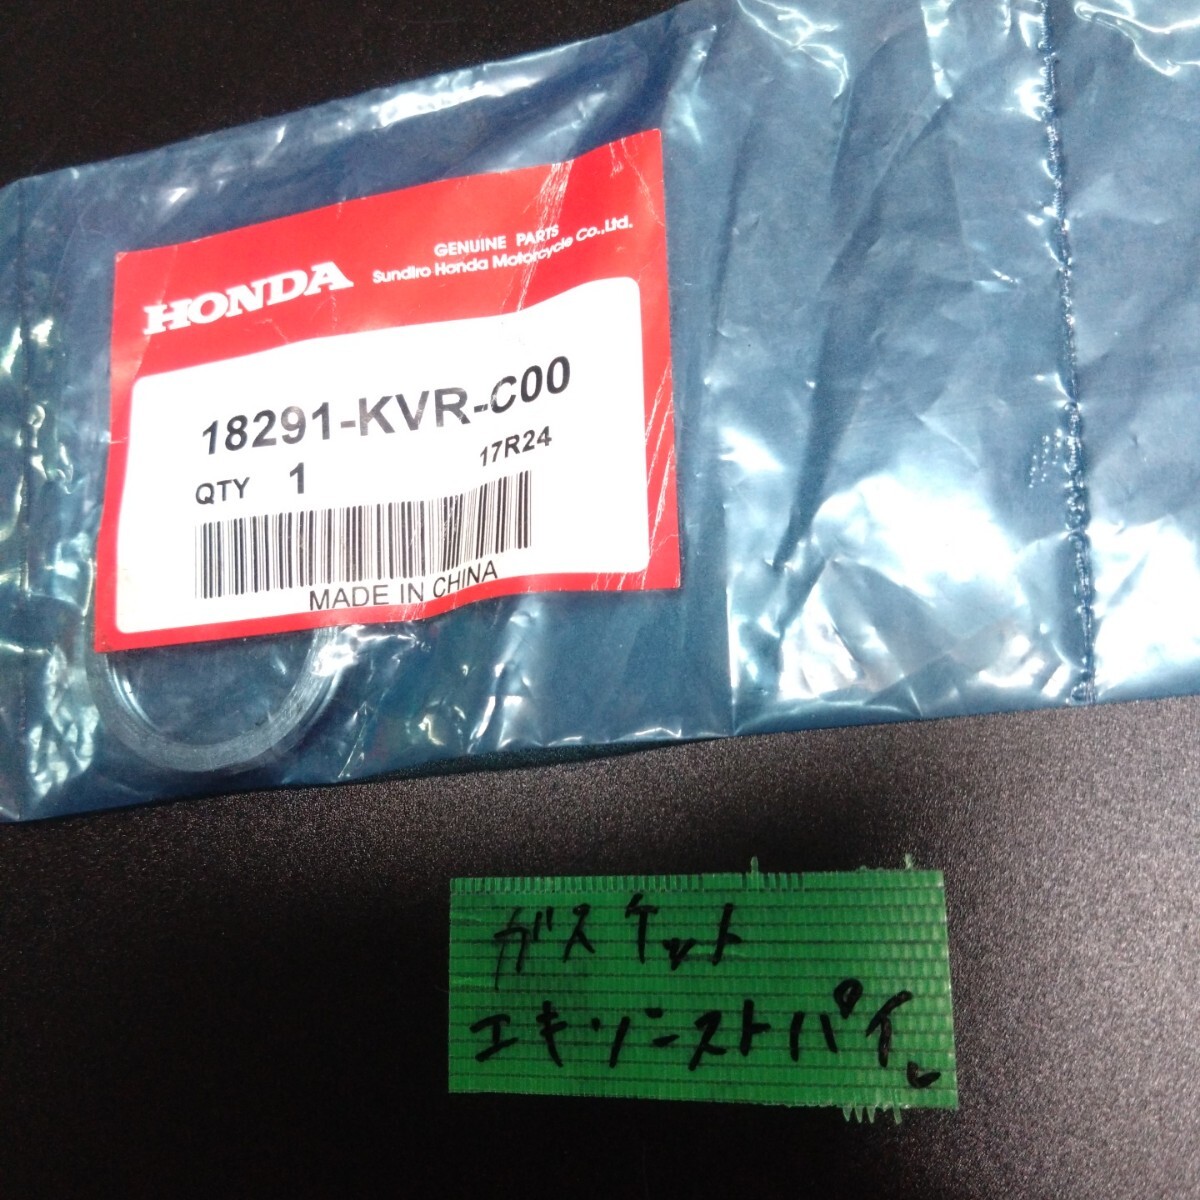 GENUINE PARTS
HONDA Sundiro Honda Motorcycle Co.,Ltd.
18291-KVR-C00
17R24
QTY 1
MADE IN CHINA
ガスケット
エキゾーストパイ